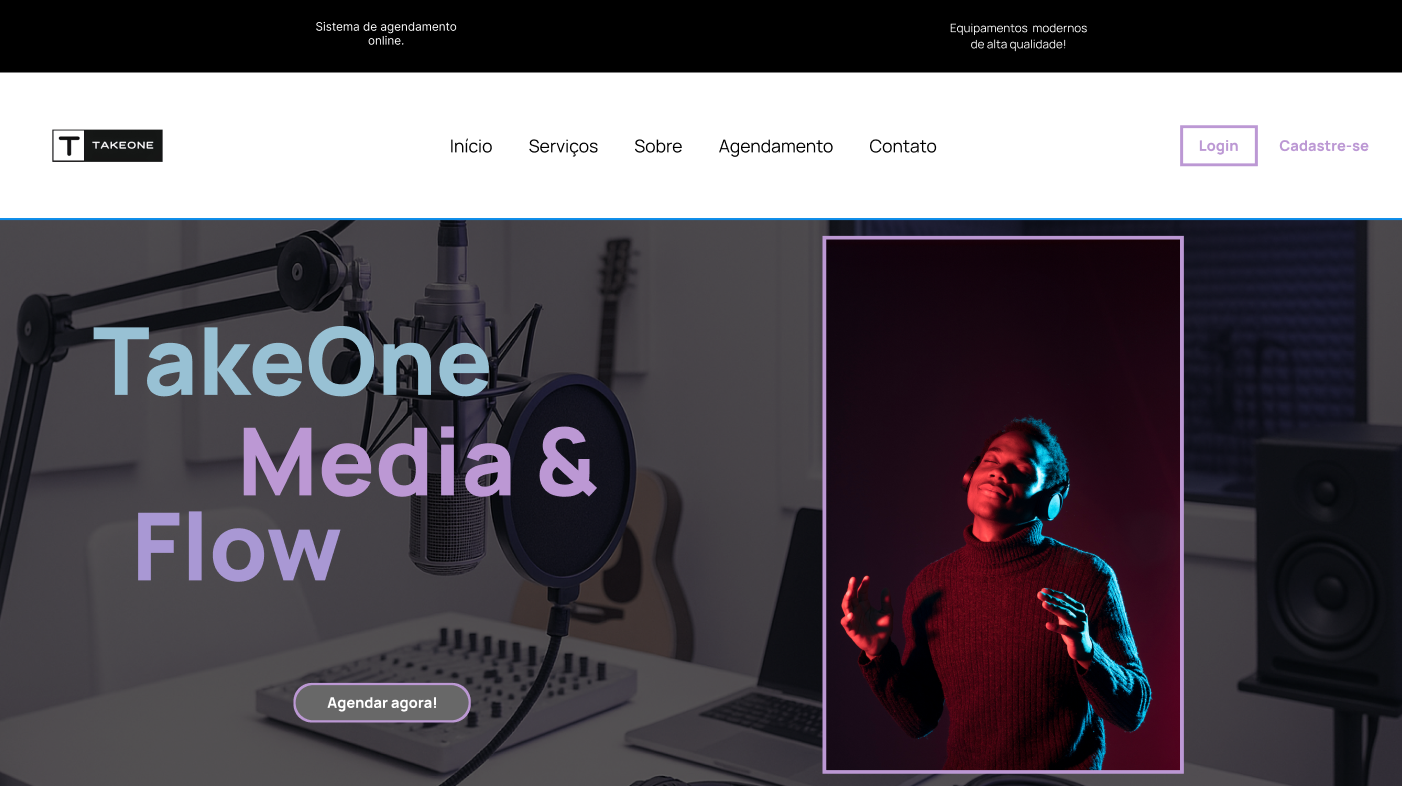 Sistema de agendamento
online.
Equipamentos modernos
de alta qualidade!
T TAKEONE
Início Serviços Sobre Agendamento Contato
Login Cadastre-se
TakeOne
Media &
Flow
Agendar agora!